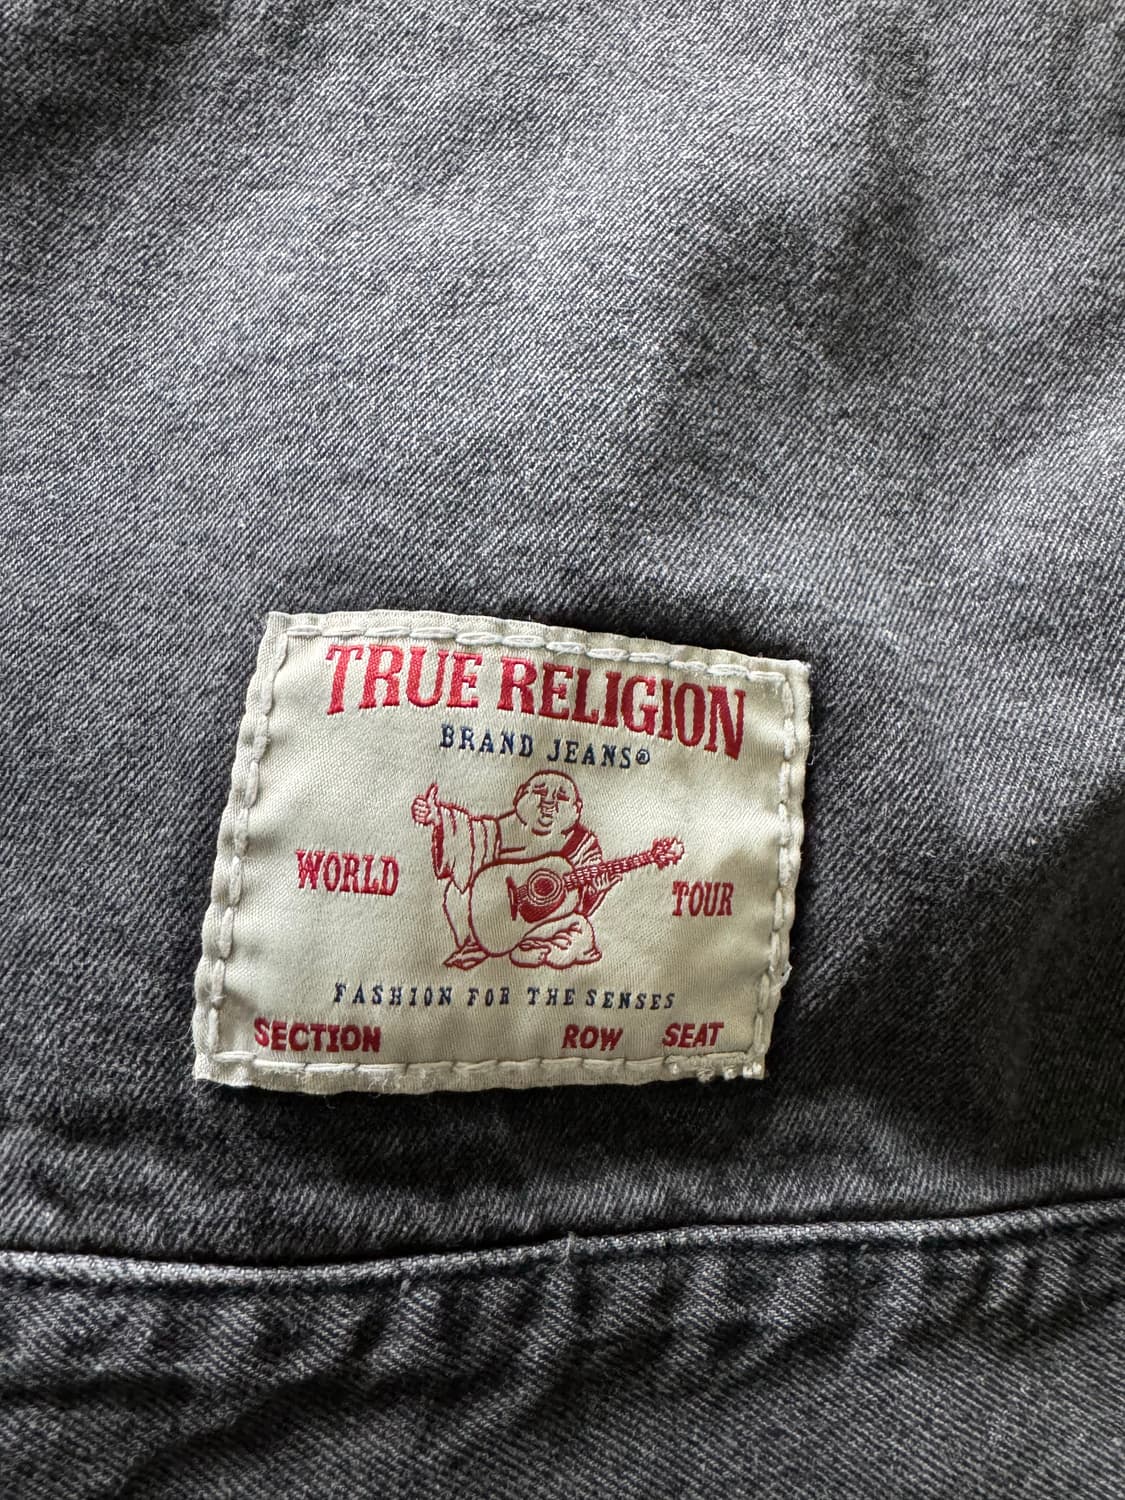 TRUE RELIGION
BRAND JEANS®
WORLD TOUR
FASHION FOR THE SENSES
SECTION ROW SEAT